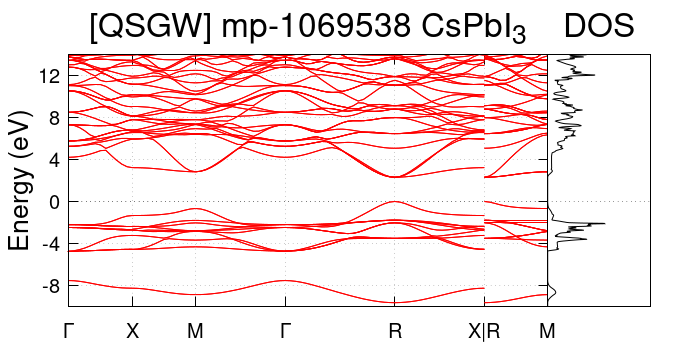 [QSGW] mp-1069538 CsPbI3 DOS
Energy (eV)
12
8
4
0
-4
-8
Γ X M Γ R X|R M